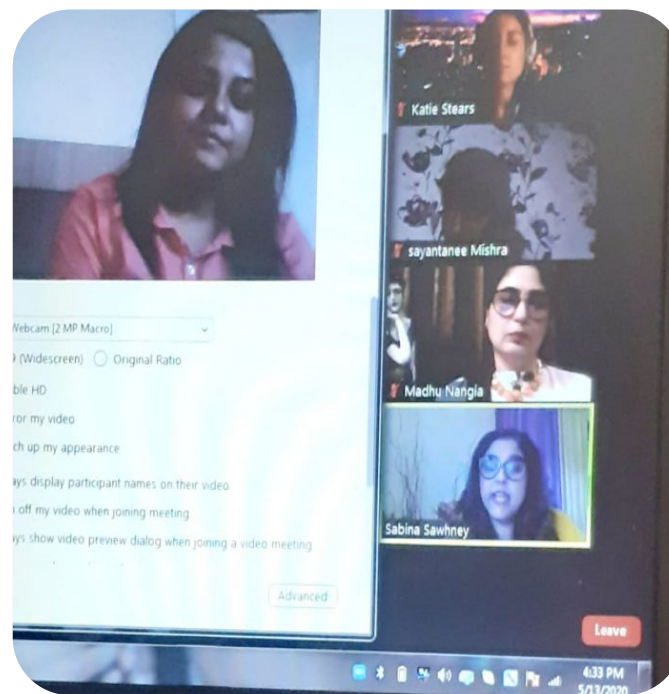 Webcam [2 MP Macro]
(Widescreen) Original Ratio
ble HD
ror my video
ch up my appearance
ays display participant names on their video
off my video when joining meeting
ys show video preview dialog when joining a video meeting
Advanced
Katie Stears
sayantanee Mishra
Madhu Nangia
Sabina Sawhney
Leave
4:33 PM
5/13/2020